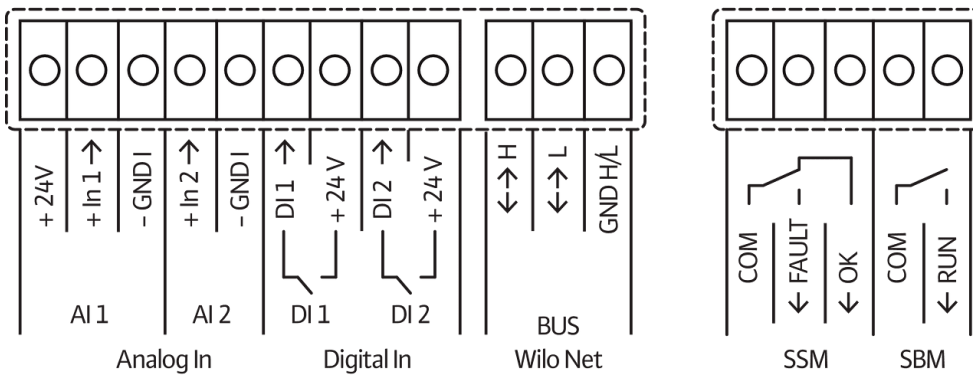 + 24V
+ In 1 →
- GND I
+ In 2 →
- GND I
DI 1 →
+ 24 V
DI 2 →
+ 24 V
↔ H
↔ L
GND H/L
COM
← FAULT
← OK
COM
← RUN
AI 1 AI 2 DI 1 DI 2 BUS
Analog In Digital In Wilo Net SSM SBM